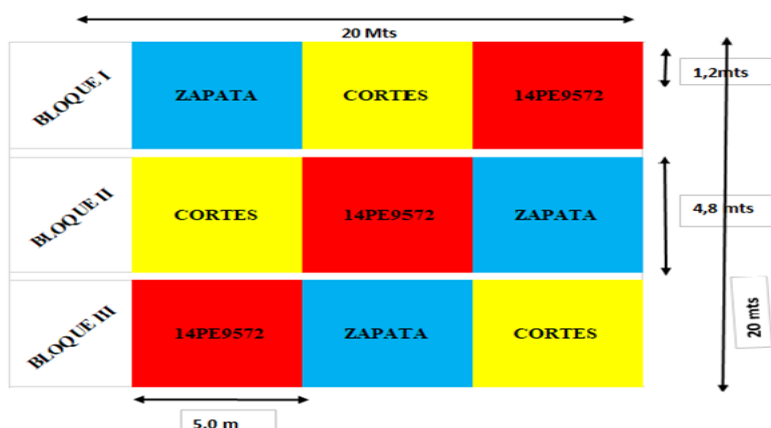 20 Mts
BLOQUE I
ZAPATA
CORTES
14PE9572
1,2mts
BLOQUE II
CORTES
14PE9572
ZAPATA
4,8 mts
BLOQUE III
14PE9572
ZAPATA
CORTES
20 mts
5,0 m